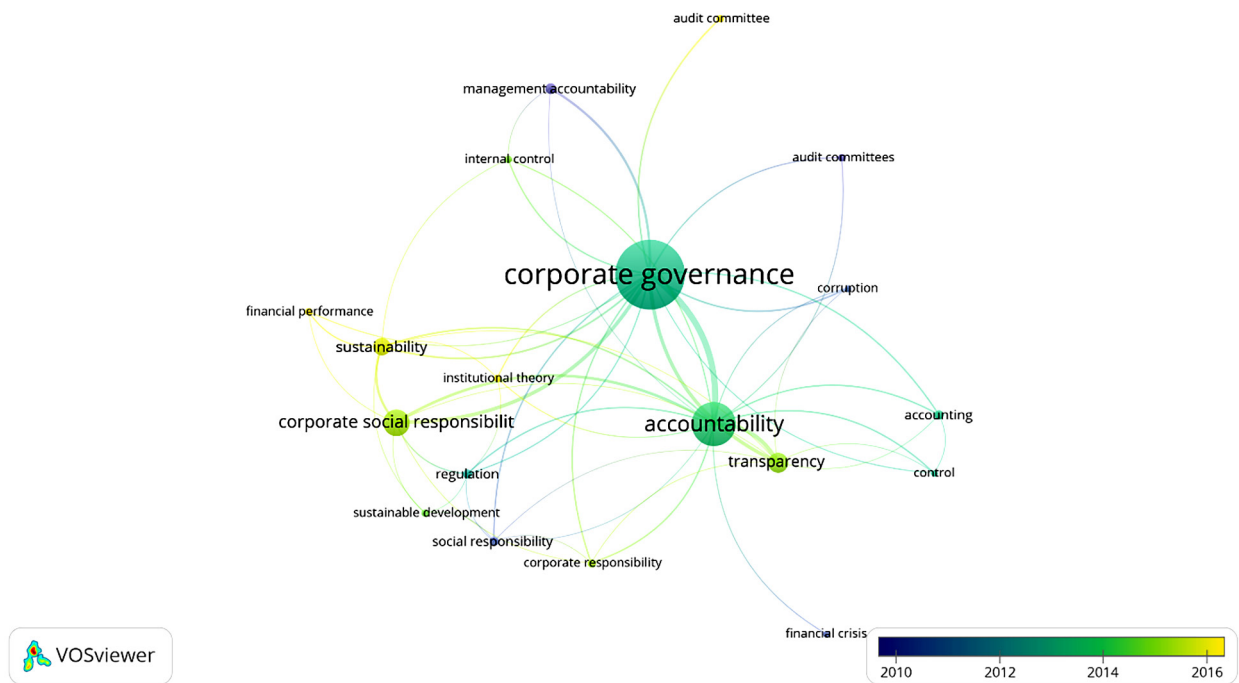 audit committee
management accountability
audit committees
internal control
corporate governance
corruption
financial performance
sustainability
institutional theory
accounting
corporate social responsibilit
accountability
transparency
control
regulation
sustainable development
social responsibility
corporate responsibility
financial crisis
VOSviewer
2010 2012 2014 2016